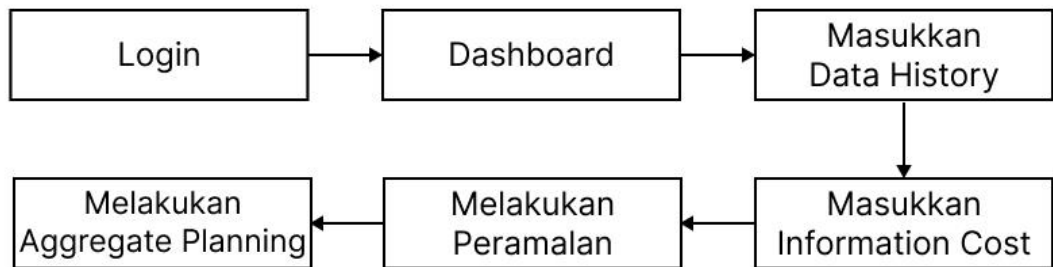 Login
Dashboard
Masukkan
Data History
Masukkan
Information Cost
Melakukan
Peramalan
Melakukan
Aggregate Planning